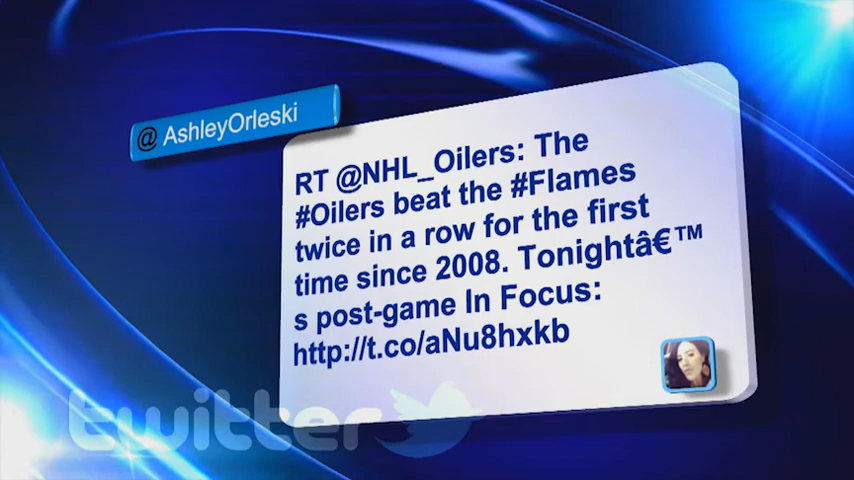 @ AshleyOrleski
RT @NHL_Oilers: The
#Oilers beat the #Flames
twice in a row for the first
time since 2008. Tonightâ€™
s post-game In Focus:
http://t.co/aNu8hxkb
twitter